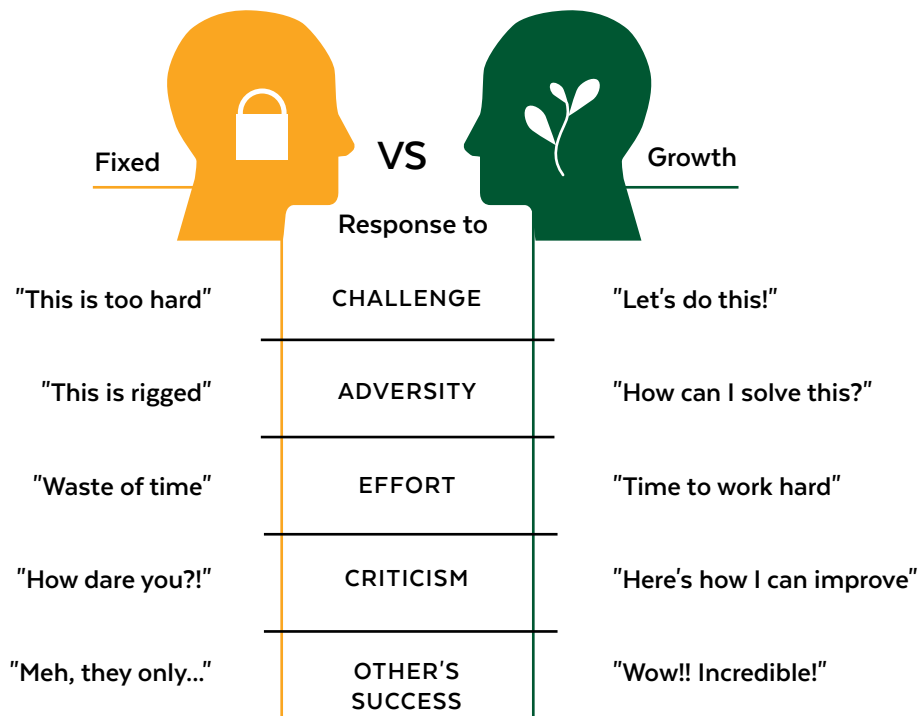 Fixed
VS
Growth
Response to
"This is too hard"
CHALLENGE
"Let's do this!"
"This is rigged"
ADVERSITY
"How can I solve this?"
"Waste of time"
EFFORT
"Time to work hard"
"How dare you?!"
CRITICISM
"Here's how I can improve"
"Meh, they only..."
OTHER'S
SUCCESS
"Wow!! Incredible!"